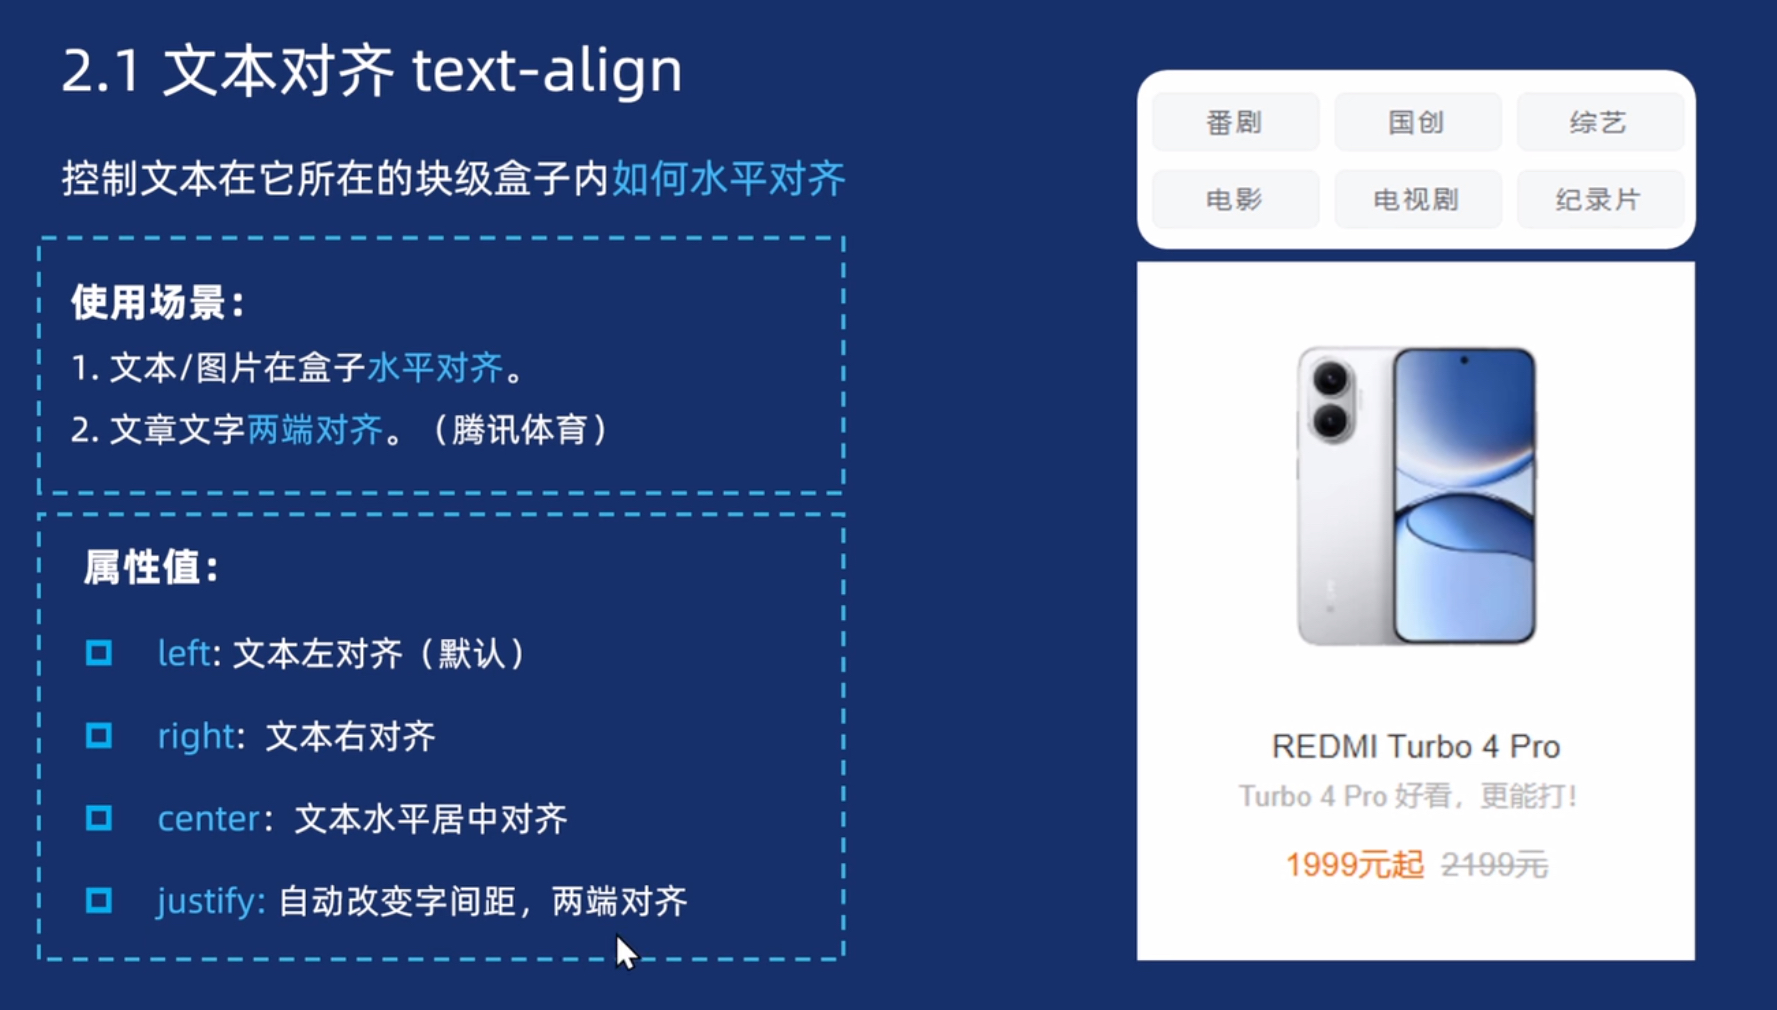 2.1 文本对齐 text-align
控制文本在它所在的块级盒子内如何水平对齐
使用场景：
1. 文本/图片在盒子水平对齐。
2. 文章文字两端对齐。（腾讯体育）
属性值：
left: 文本左对齐（默认）
right: 文本右对齐
center：文本水平居中对齐
justify: 自动改变字间距，两端对齐
番剧 国创 综艺
电影 电视剧 纪录片
REDMI Turbo 4 Pro
Turbo 4 Pro 好看，更能打！
1999元起 2199元